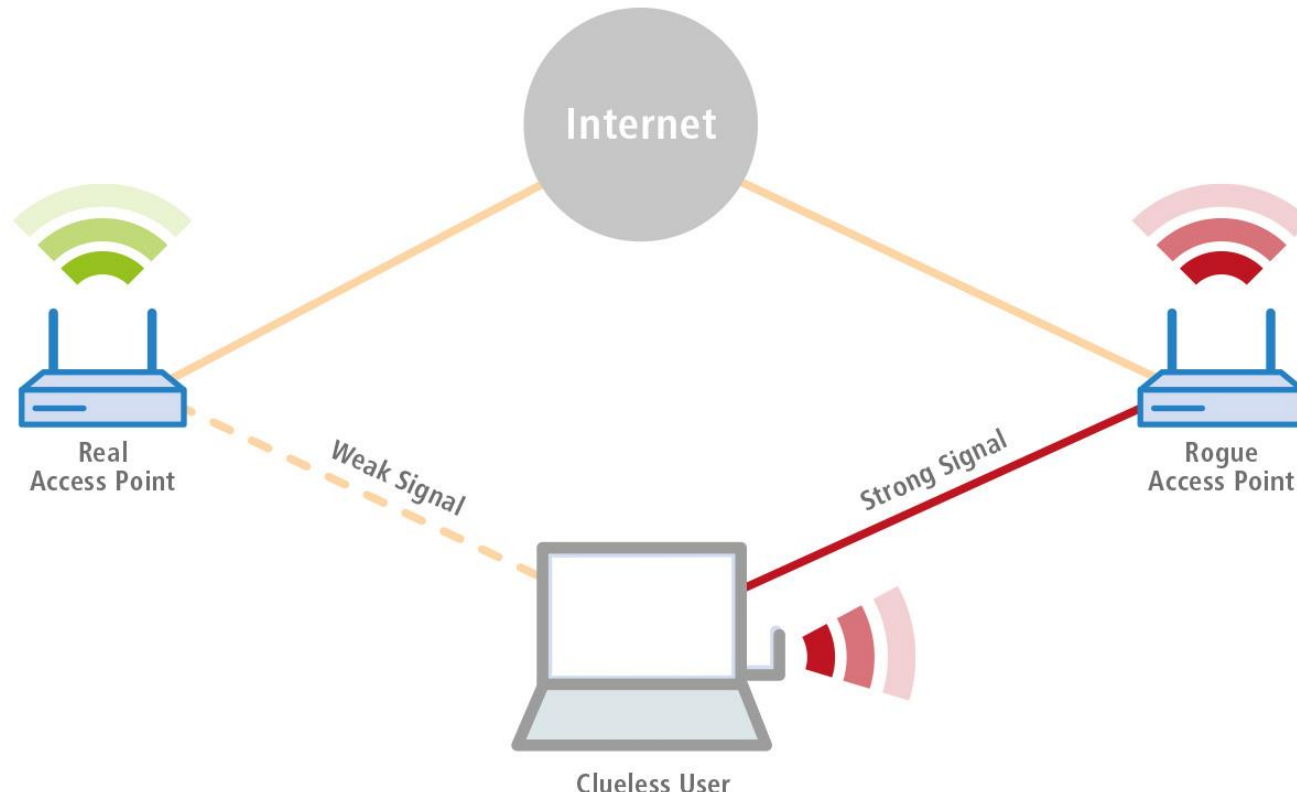 Internet
Real
Access Point
Weak Signal
Strong Signal
Rogue
Access Point
Clueless User